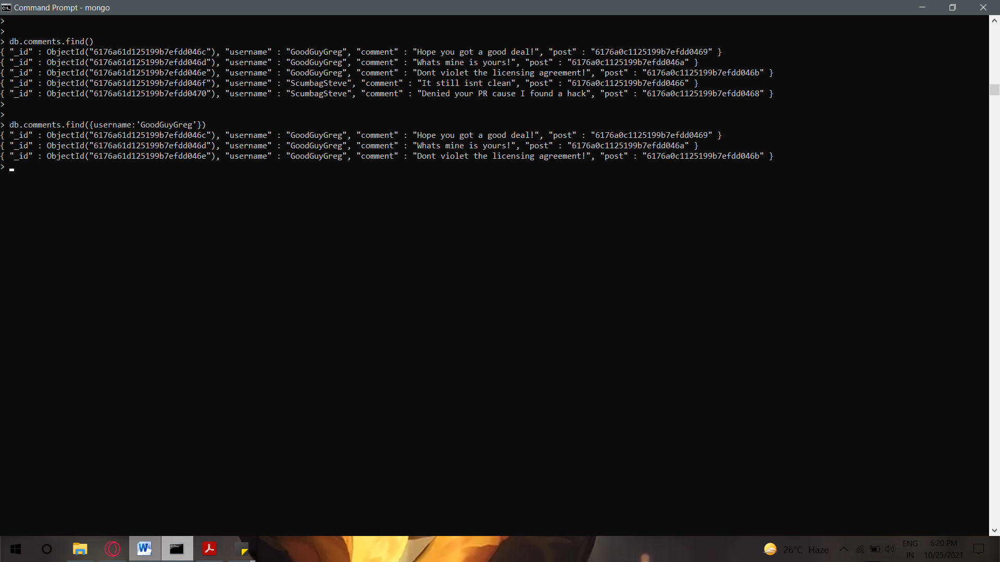 Command Prompt - mongo
>
>
> db.comments.find()
{ "_id" : ObjectId("6176a61d125199b7efdd046c"), "username" : "GoodGuyGreg", "comment" : "Hope you got a good deal!", "post" : "6176a0c1125199b7efdd0469" }
{ "_id" : ObjectId("6176a61d125199b7efdd046d"), "username" : "GoodGuyGreg", "comment" : "Whats mine is yours!", "post" : "6176a0c1125199b7efdd046a" }
{ "_id" : ObjectId("6176a61d125199b7efdd046e"), "username" : "GoodGuyGreg", "comment" : "Dont violet the licensing agreement!", "post" : "6176a0c1125199b7efdd046b" }
{ "_id" : ObjectId("6176a61d125199b7efdd046f"), "username" : "ScumbagSteve", "comment" : "It still isnt clean", "post" : "6176a0c1125199b7efdd0466" }
{ "_id" : ObjectId("6176a61d125199b7efdd0470"), "username" : "ScumbagSteve", "comment" : "Denied your PR cause I found a hack", "post" : "6176a0c1125199b7efdd0468" }
>
>
> db.comments.find({username:'GoodGuyGreg'})
{ "_id" : ObjectId("6176a61d125199b7efdd046c"), "username" : "GoodGuyGreg", "comment" : "Hope you got a good deal!", "post" : "6176a0c1125199b7efdd0469" }
{ "_id" : ObjectId("6176a61d125199b7efdd046d"), "username" : "GoodGuyGreg", "comment" : "Whats mine is yours!", "post" : "6176a0c1125199b7efdd046a" }
{ "_id" : ObjectId("6176a61d125199b7efdd046e"), "username" : "GoodGuyGreg", "comment" : "Dont violet the licensing agreement!", "post" : "6176a0c1125199b7efdd046b" }
>
26°C Haze
ENG
IN
6:20 PM
10/25/2021